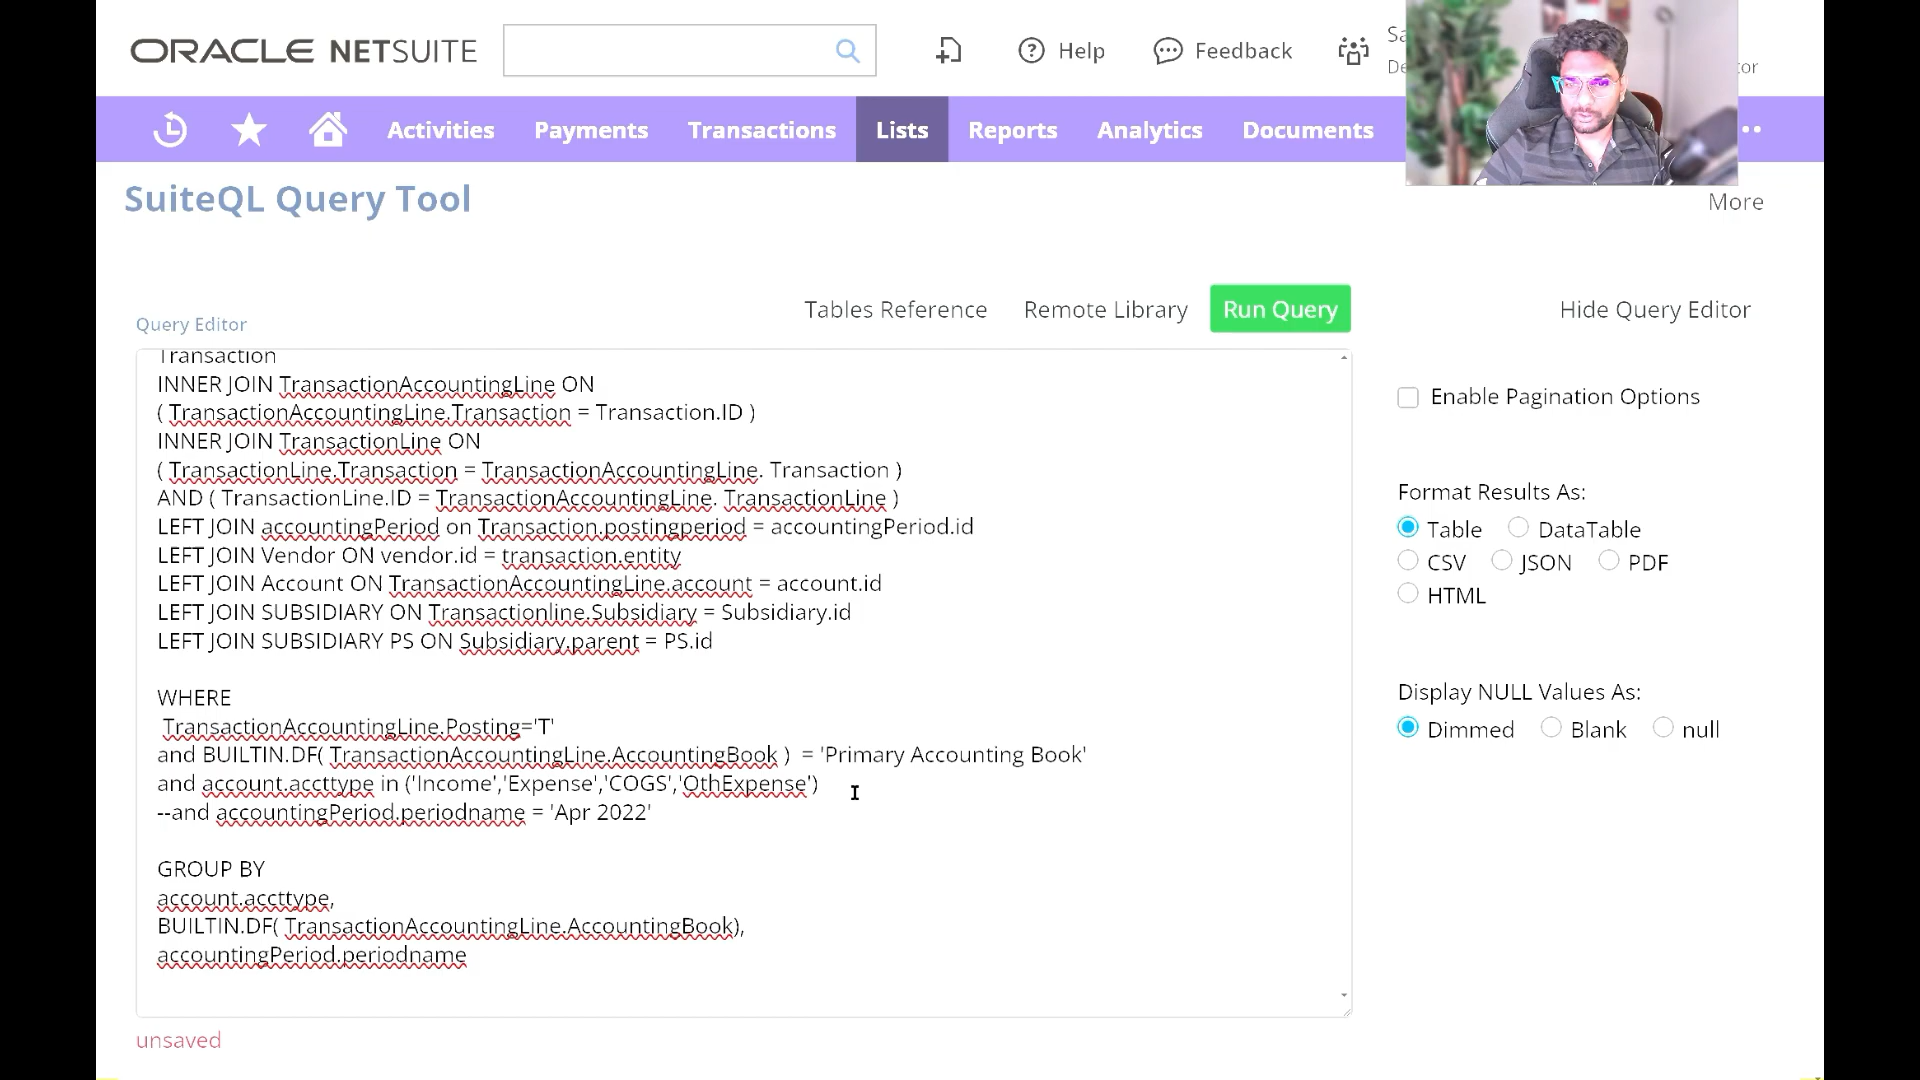 ORACLE NETSUITE
Help
Feedback
Activities
Payments
Transactions
Lists
Reports
Analytics
Documents
SuiteQL Query Tool
More
Query Editor
Tables Reference
Remote Library
Run Query
Hide Query Editor
Transaction
INNER JOIN TransactionAccountingLine ON
( TransactionAccountingLine.Transaction = Transaction.ID )
INNER JOIN TransactionLine ON
( TransactionLine.Transaction = TransactionAccountingLine. Transaction )
AND ( TransactionLine.ID = TransactionAccountingLine. TransactionLine )
LEFT JOIN accountingPeriod on Transaction.postingperiod = accountingPeriod.id
LEFT JOIN Vendor ON vendor.id = transaction.entity
LEFT JOIN Account ON TransactionAccountingLine.account = account.id
LEFT JOIN SUBSIDIARY ON Transactionline.Subsidiary = Subsidiary.id
LEFT JOIN SUBSIDIARY PS ON Subsidiary.parent = PS.id
WHERE
TransactionAccountingLine.Posting='T'
and BUILTIN.DF( TransactionAccountingLine.AccountingBook ) = 'Primary Accounting Book'
and account.accttype in ('Income','Expense','COGS','OthExpense')
--and accountingPeriod.periodname = 'Apr 2022'
GROUP BY
account.accttype,
BUILTIN.DF( TransactionAccountingLine.AccountingBook),
accountingPeriod.periodname
unsaved
Enable Pagination Options
Format Results As:
Table
DataTable
CSV
JSON
PDF
HTML
Display NULL Values As:
Dimmed
Blank
null